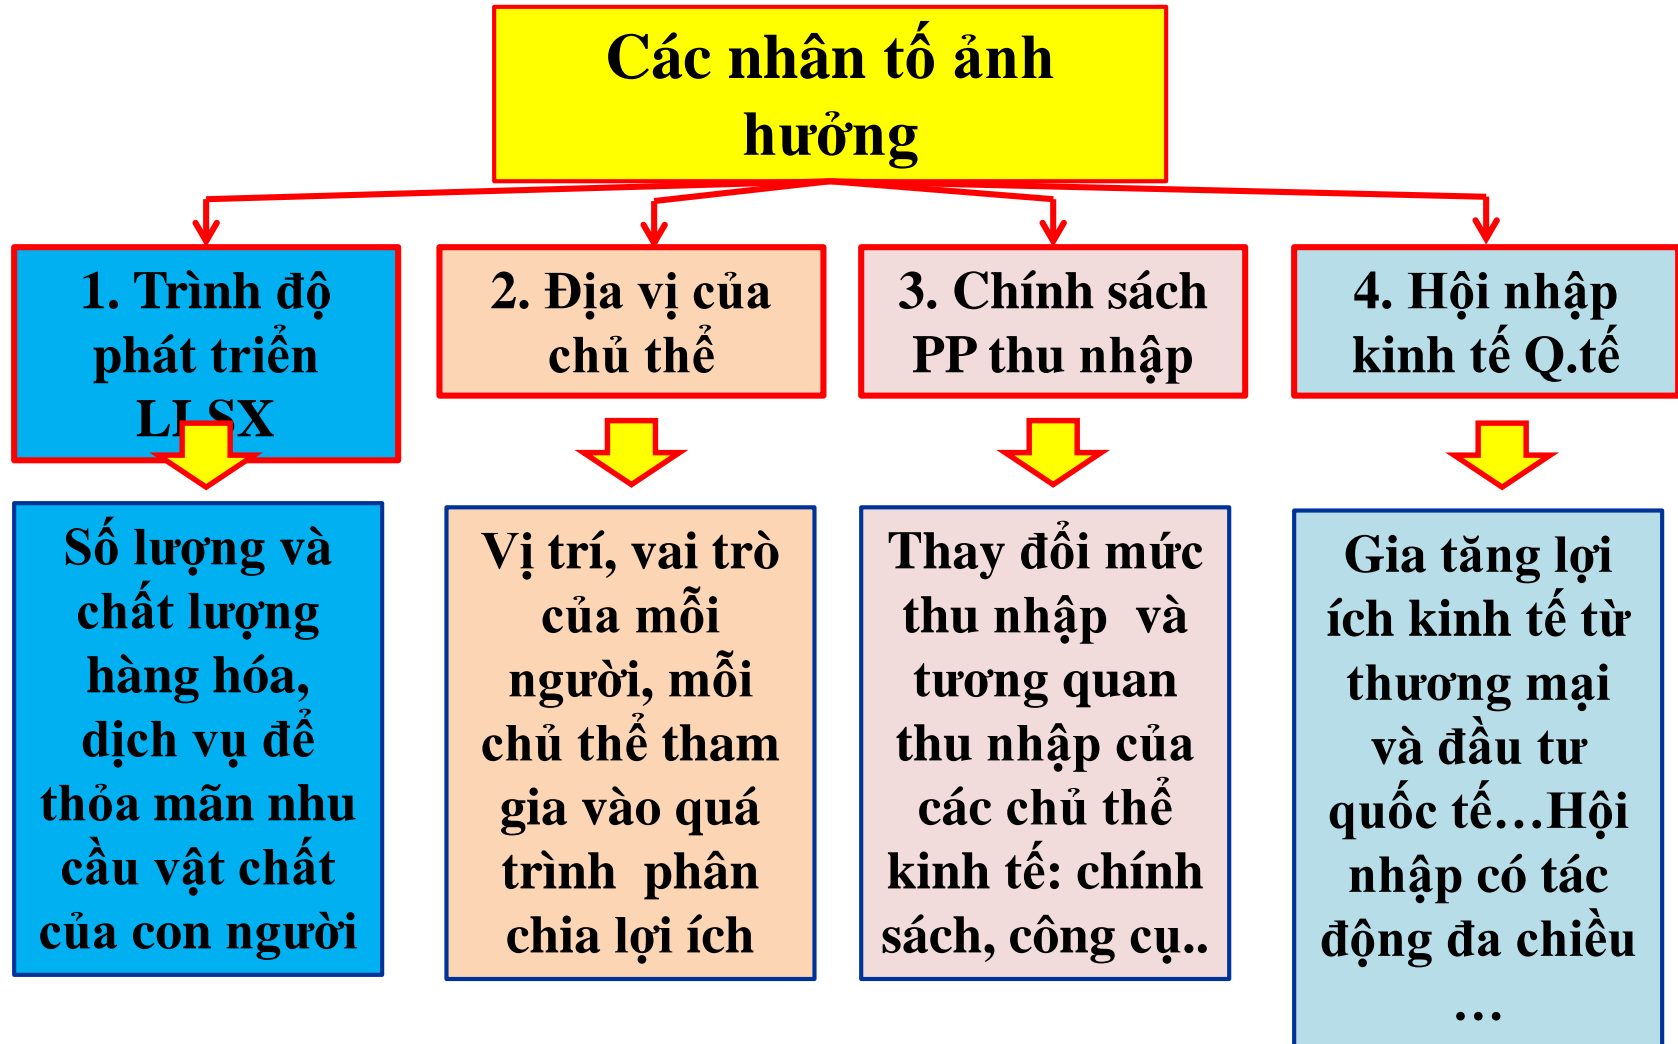 Các nhân tố ảnh
hưởng
1. Trình độ
phát triển
LLSX
2. Địa vị của
chủ thể
3. Chính sách
PP thu nhập
4. Hội nhập
kinh tế Q.tế
Số lượng và
chất lượng
hàng hóa,
dịch vụ để
thỏa mãn nhu
cầu vật chất
của con người
Vị trí, vai trò
của mỗi
người, mỗi
chủ thể tham
gia vào quá
trình phân
chia lợi ích
Thay đổi mức
thu nhập và
tương quan
thu nhập của
các chủ thể
kinh tế: chính
sách, công cụ..
Gia tăng lợi
ích kinh tế từ
thương mại
và đầu tư
quốc tế…Hội
nhập có tác
động đa chiều
…